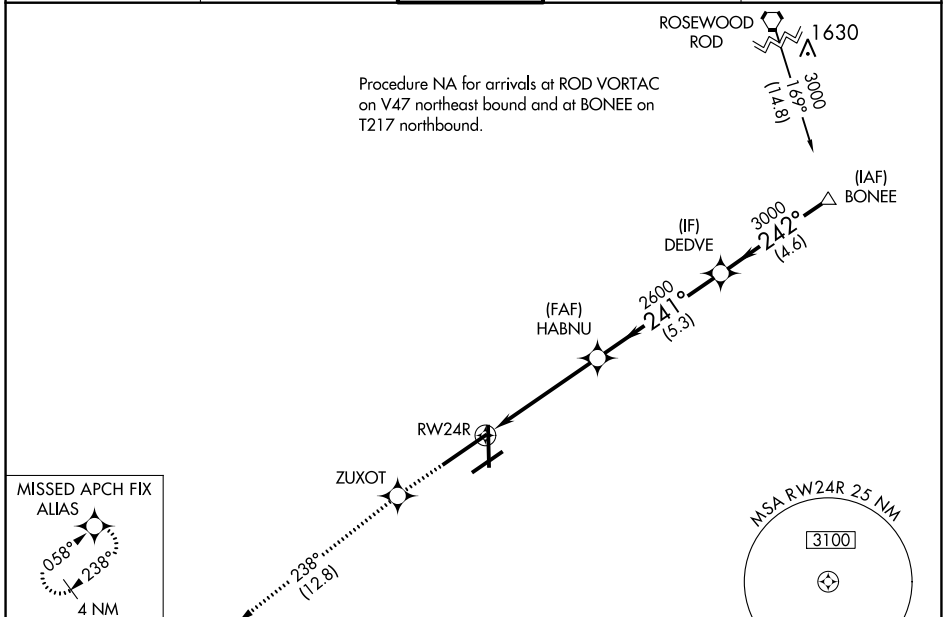 ROSEWOOD
ROD
1630
Procedure NA for arrivals at ROD VORTAC
on V47 northeast bound and at BONEE on
T217 northbound.
3000
169°
(14.8)
(IAF)
BONEE
3000
242°
(4.6)
(IF)
DEDVE
2600
241°
(5.3)
(FAF)
HABNU
RW24R
ZUXOT
238°
(12.8)
MISSED APCH FIX
ALIAS
058°
238°
4 NM
MSA RW24R 25 NM
3100